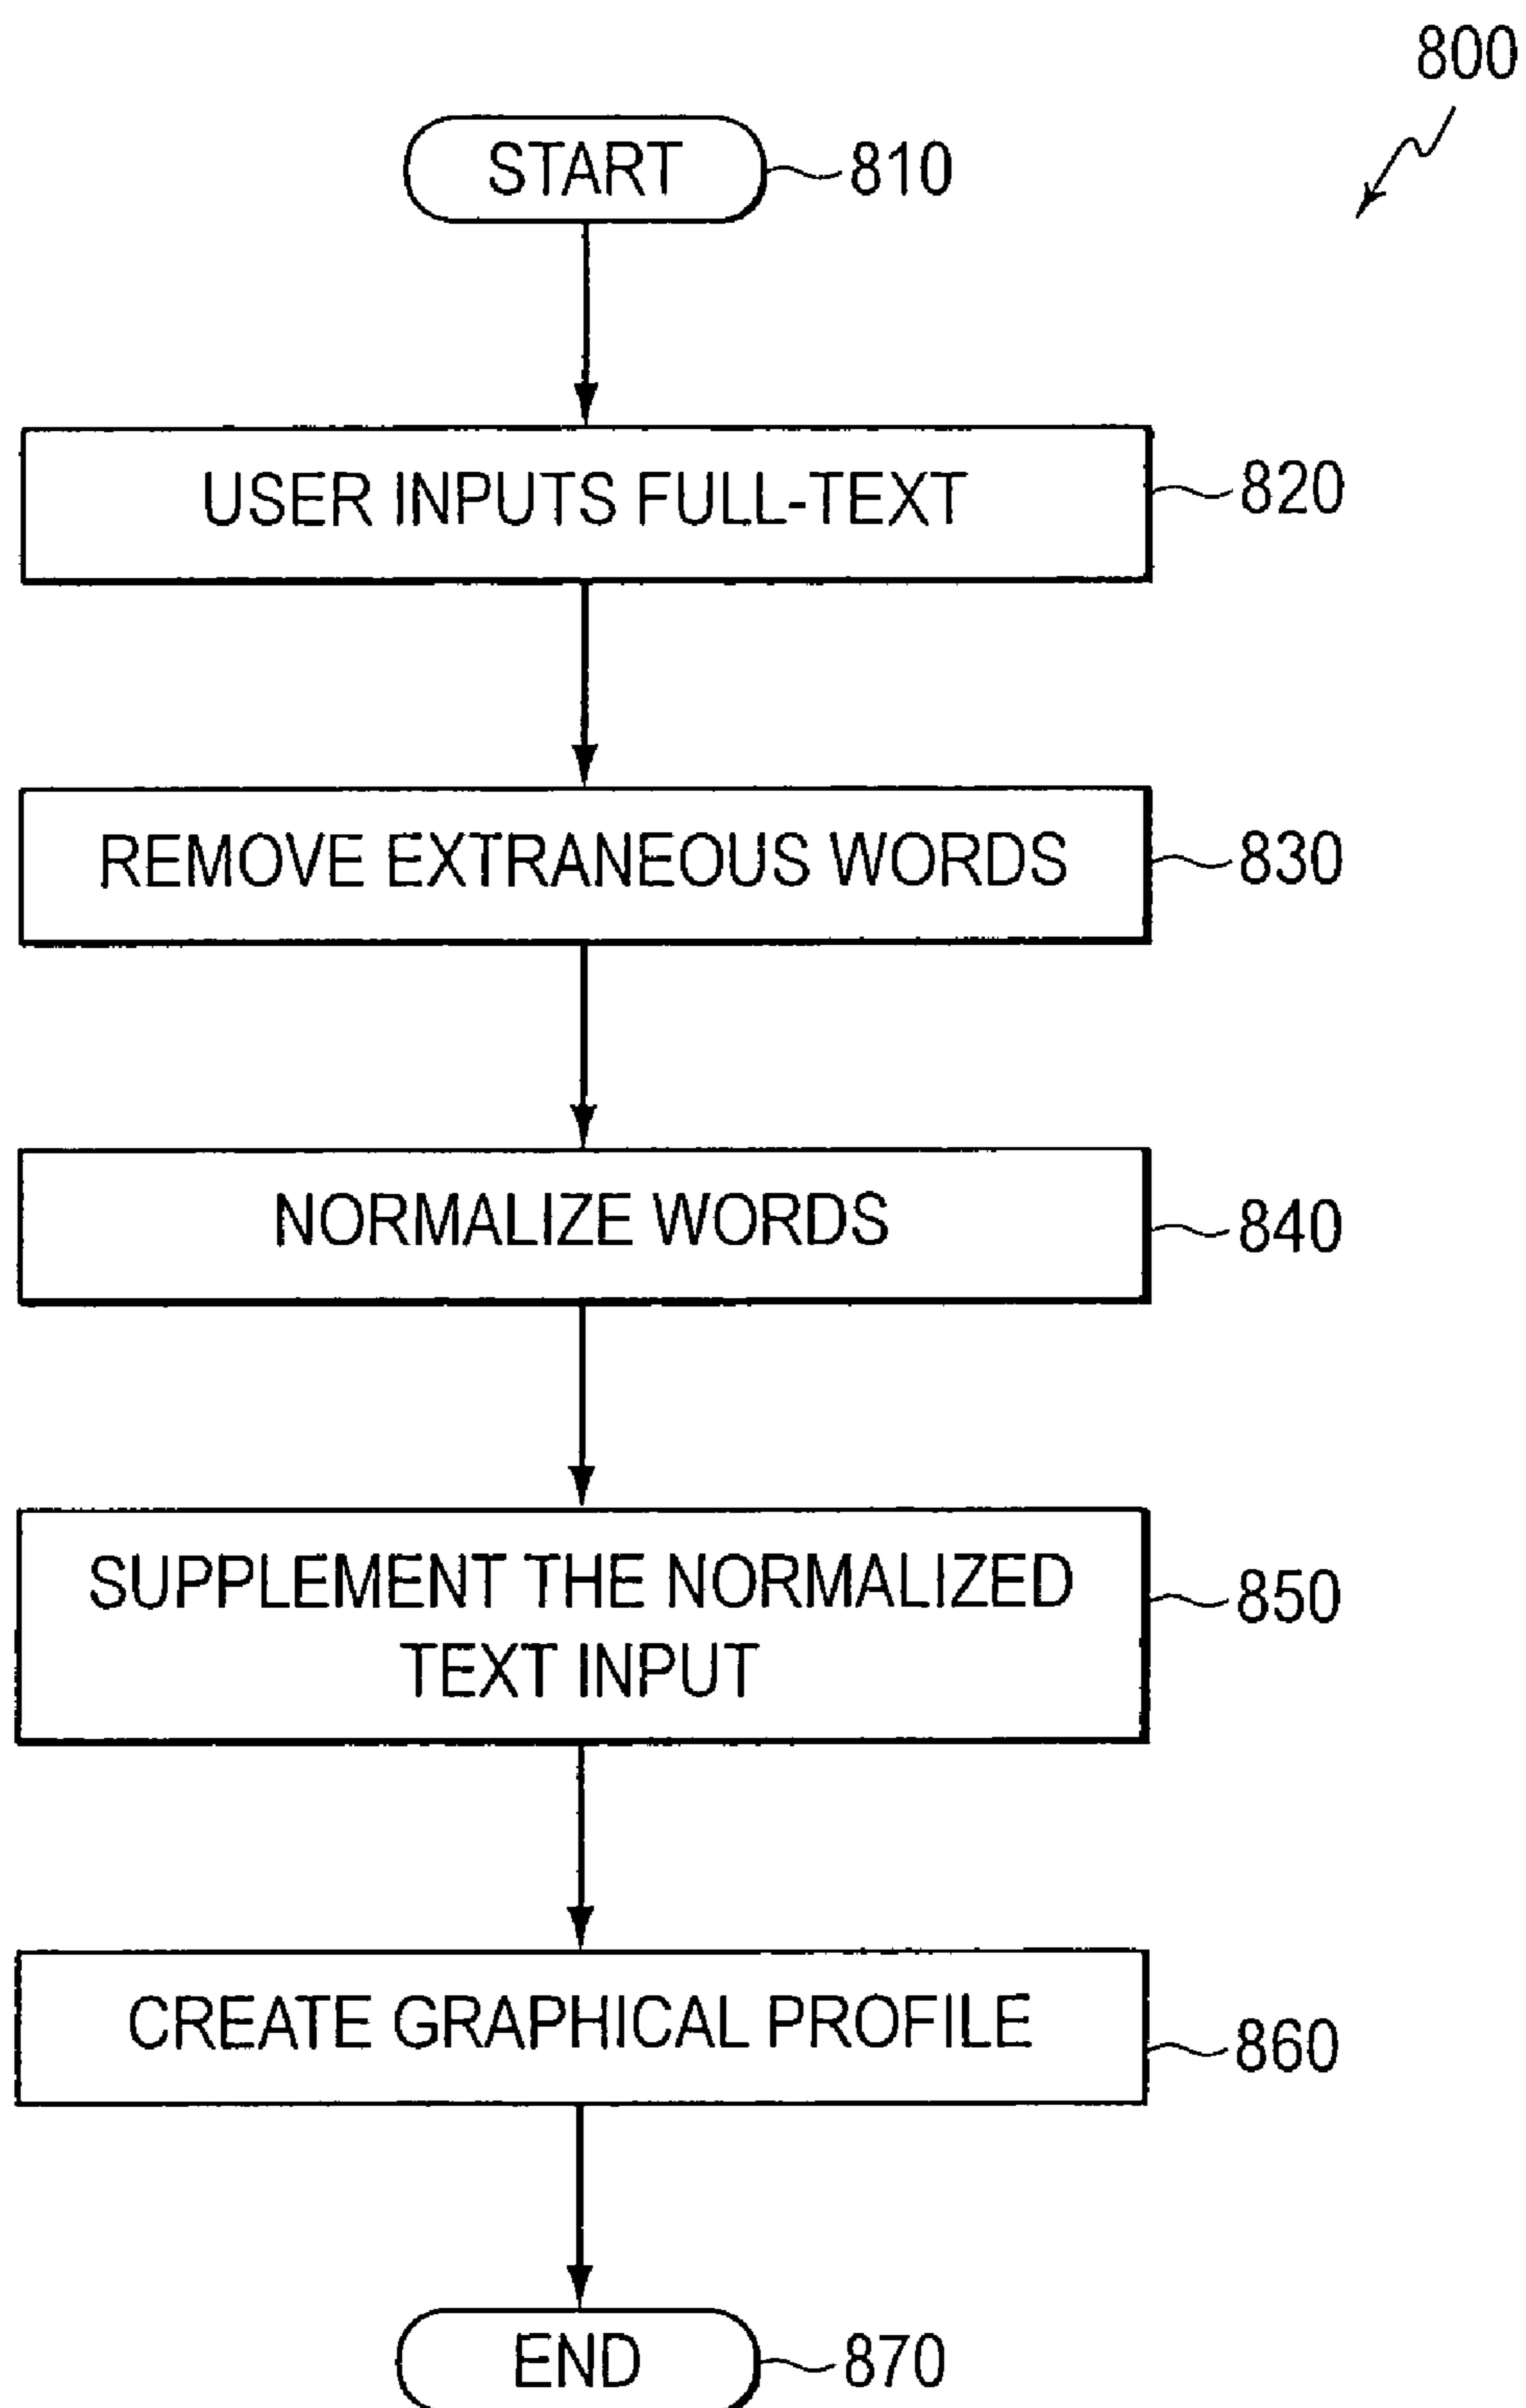 800
START 810
USER INPUTS FULL-TEXT 820
REMOVE EXTRANEOUS WORDS 830
NORMALIZE WORDS 840
SUPPLEMENT THE NORMALIZED 850
TEXT INPUT
CREATE GRAPHICAL PROFILE 860
END 870